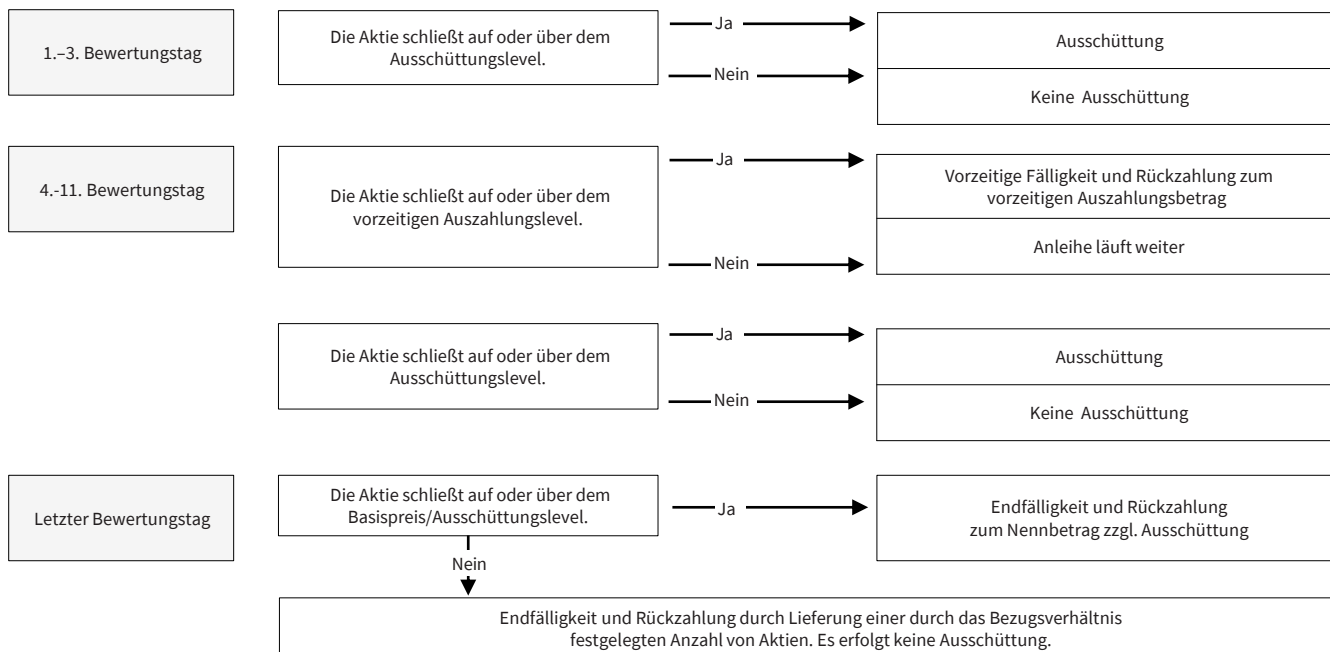 1.–3. Bewertungstag
Die Aktie schließt auf oder über dem
Ausschüttungslevel.
Ja
Ausschüttung
Nein
Keine Ausschüttung
4.-11. Bewertungstag
Die Aktie schließt auf oder über dem
vorzeitigen Auszahlungslevel.
Ja
Vorzeitige Fälligkeit und Rückzahlung zum
vorzeitigen Auszahlungsbetrag
Nein
Anleihe läuft weiter
Die Aktie schließt auf oder über dem
Ausschüttungslevel.
Ja
Ausschüttung
Nein
Keine Ausschüttung
Letzter Bewertungstag
Die Aktie schließt auf oder über dem
Basispreis/Ausschüttungslevel.
Ja
Endfälligkeit und Rückzahlung
zum Nennbetrag zzgl. Ausschüttung
Nein
Endfälligkeit und Rückzahlung durch Lieferung einer durch das Bezugsverhältnis
festgelegten Anzahl von Aktien. Es erfolgt keine Ausschüttung.